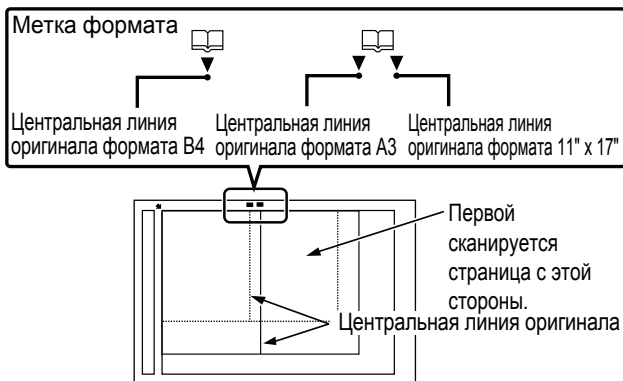 Метка формата
Центральная линия
оригинала формата B4
Центральная линия
оригинала формата A3
Центральная линия
оригинала формата 11" x 17"
Первой
сканируется
страница с этой
стороны.
Центральная линия оригинала